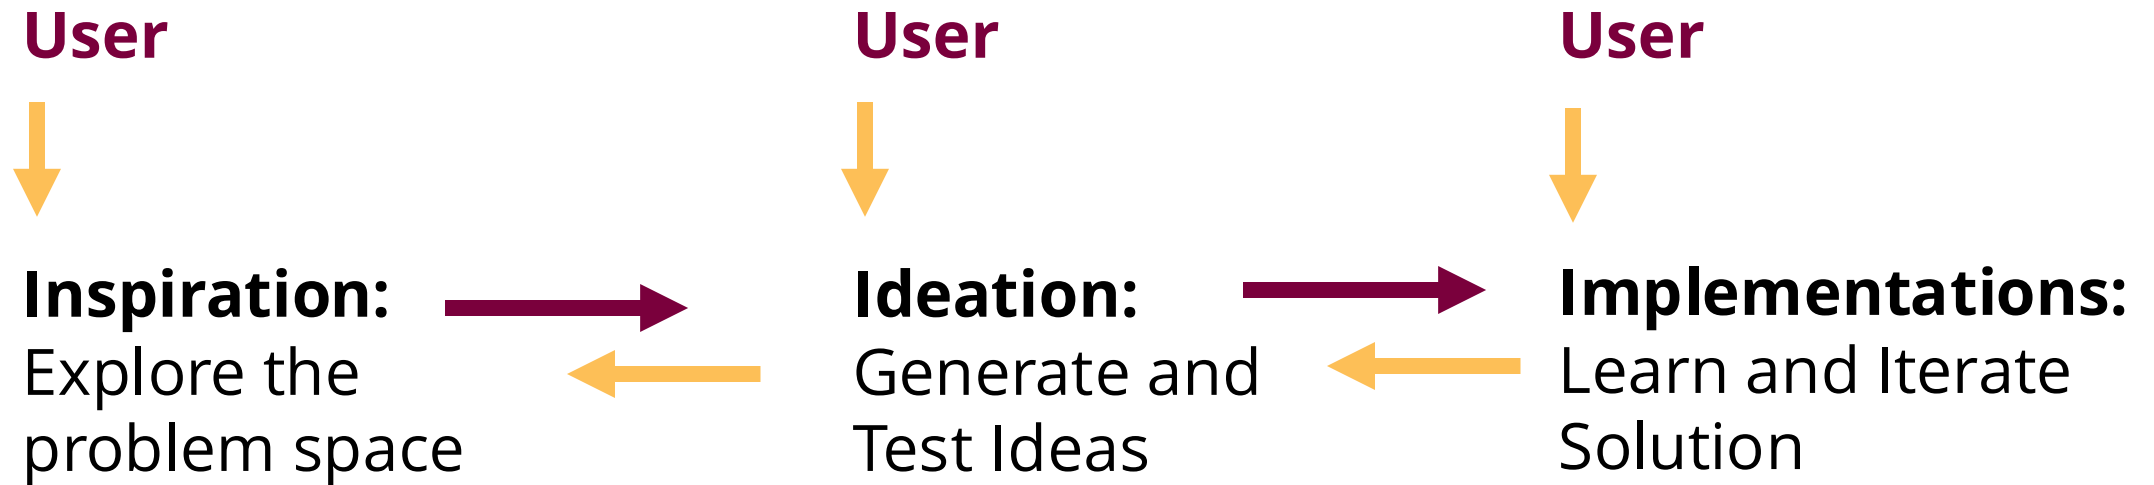 User
User
User
Inspiration:
Explore the
problem space
Ideation:
Generate and
Test Ideas
Implementations:
Learn and Iterate
Solution